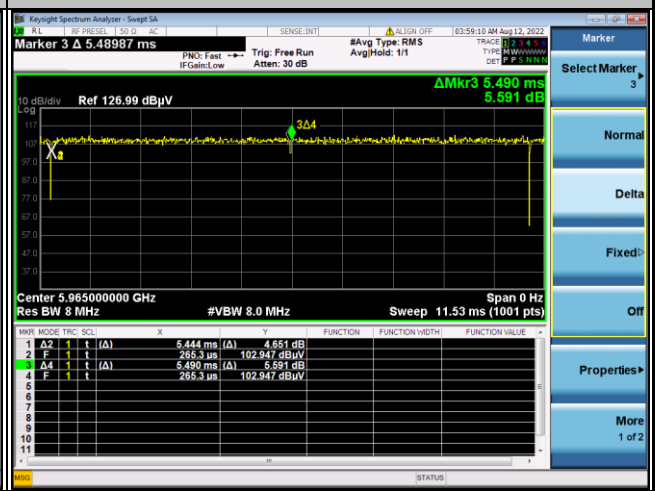 Keysight Spectrum Analyzer - Swept SA
RL RF PRESEL 50 Ω AC SENSE:INT ALIGN OFF 03:59:10 AM Aug 12, 2022
Marker 3 Δ 5.48987 ms
PNO: Fast Trig: Free Run #Avg Type: RMS TRACE 1 2 3 4 5 6
IFGain:Low Atten: 30 dB Avg|Hold: 1/1 TYPE MWWWWW
DET P P S N N N
ΔMkr3 5.490 ms
5.591 dB
10 dB/div Ref 126.99 dBµV
Log
117
107
97.0
87.0
77.0
67.0
57.0
47.0
37.0
3Δ4
Center 5.965000000 GHz Span 0 Hz
Res BW 8 MHz #VBW 8.0 MHz Sweep 11.53 ms (1001 pts)
MKR MODE TRC SCL X Y FUNCTION FUNCTION WIDTH FUNCTION VALUE
1 Δ2 1 t (Δ) 5.444 ms (Δ) 4.651 dB
2 F 1 t 265.3 µs 102.947 dBµV
3 Δ4 1 t (Δ) 5.490 ms (Δ) 5.591 dB
4 F 1 t 265.3 µs 102.947 dBµV
5
6
7
8
9
10
11
MSG STATUS
Marker
Select Marker
3
Normal
Delta
Fixed
Off
Properties
More
1 of 2